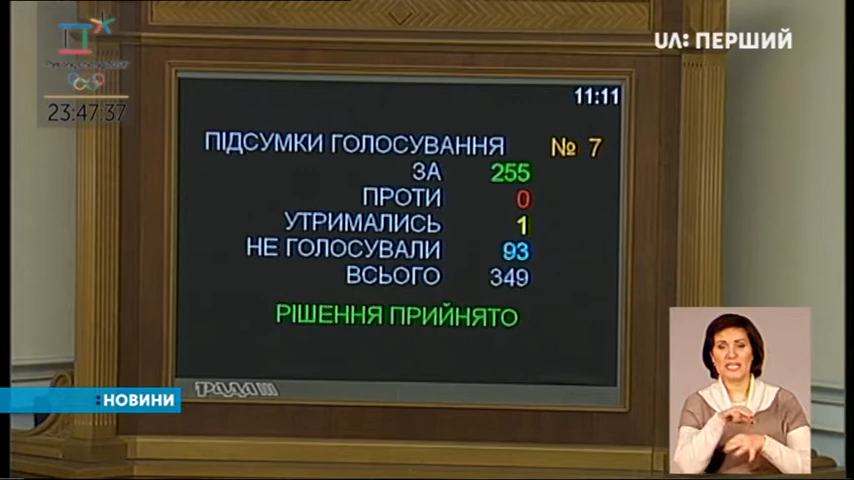 UA: ПЕРШИЙ
23:47:37
11:11
ПІДСУМКИ ГОЛОСУВАННЯ № 7
ЗА 255
ПРОТИ 0
УТРИМАЛИСЬ 1
НЕ ГОЛОСУВАЛИ 93
ВСЬОГО 349
РІШЕННЯ ПРИЙНЯТО
РАДА III
:НОВИНИ